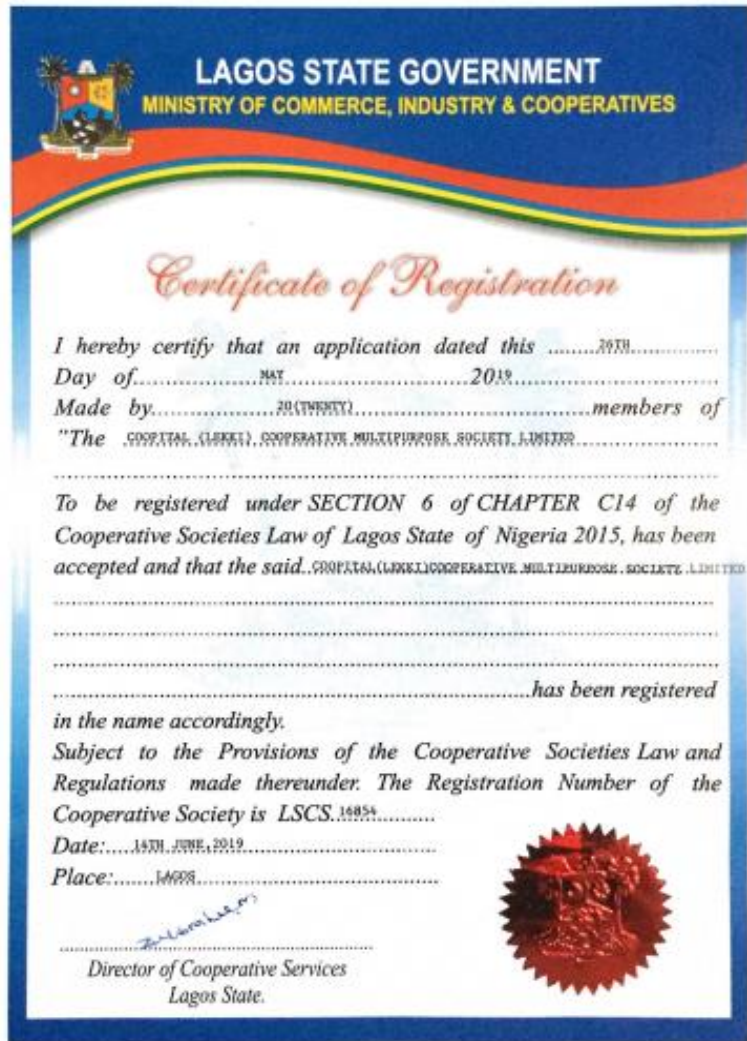 LAGOS STATE GOVERNMENT
MINISTRY OF COMMERCE, INDUSTRY & COOPERATIVES
Certificate of Registration
I hereby certify that an application dated this ........26TH................
Day of......................MAY................................2019..................................
Made by......................20(TWENTY)................................members of
"The COOPITAL (LEKKI) COOPERATIVE MULTIPURPOSE SOCIETY LIMITED
To be registered under SECTION 6 of CHAPTER C14 of the
Cooperative Societies Law of Lagos State of Nigeria 2015, has been
accepted and that the said..COOPITAL(LEKKI)COOPERATIVE MULTIPURPOSE SOCIETY LIMITED
has been registered
in the name accordingly.
Subject to the Provisions of the Cooperative Societies Law and
Regulations made thereunder. The Registration Number of the
Cooperative Society is LSCS.16854..........
Date:....14TH JUNE,2019..............................
Place:.......LAGOS..................................
Director of Cooperative Services
Lagos State.